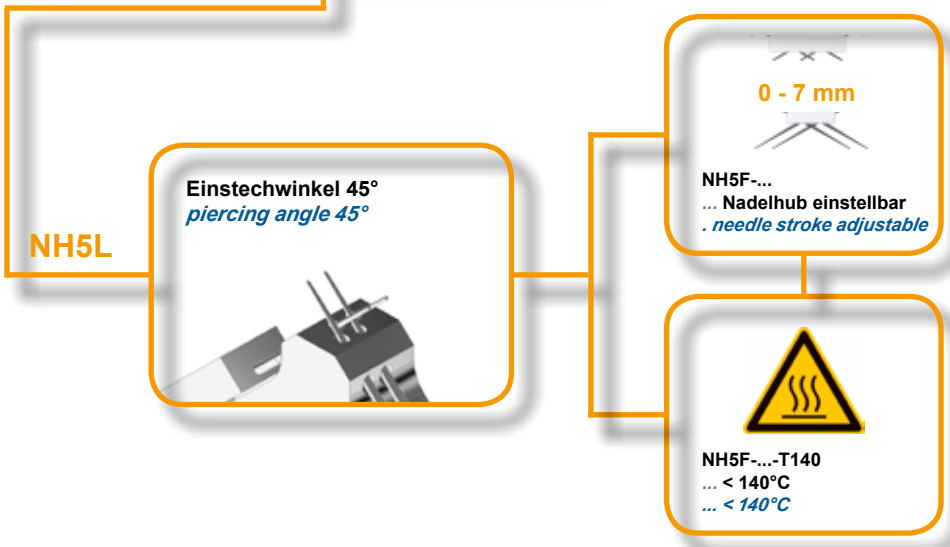 NH5L
Einstechwinkel 45°
piercing angle 45°
0 - 7 mm
NH5F-...
... Nadelhub einstellbar
. needle stroke adjustable
NH5F-...-T140
... < 140°C
... < 140°C